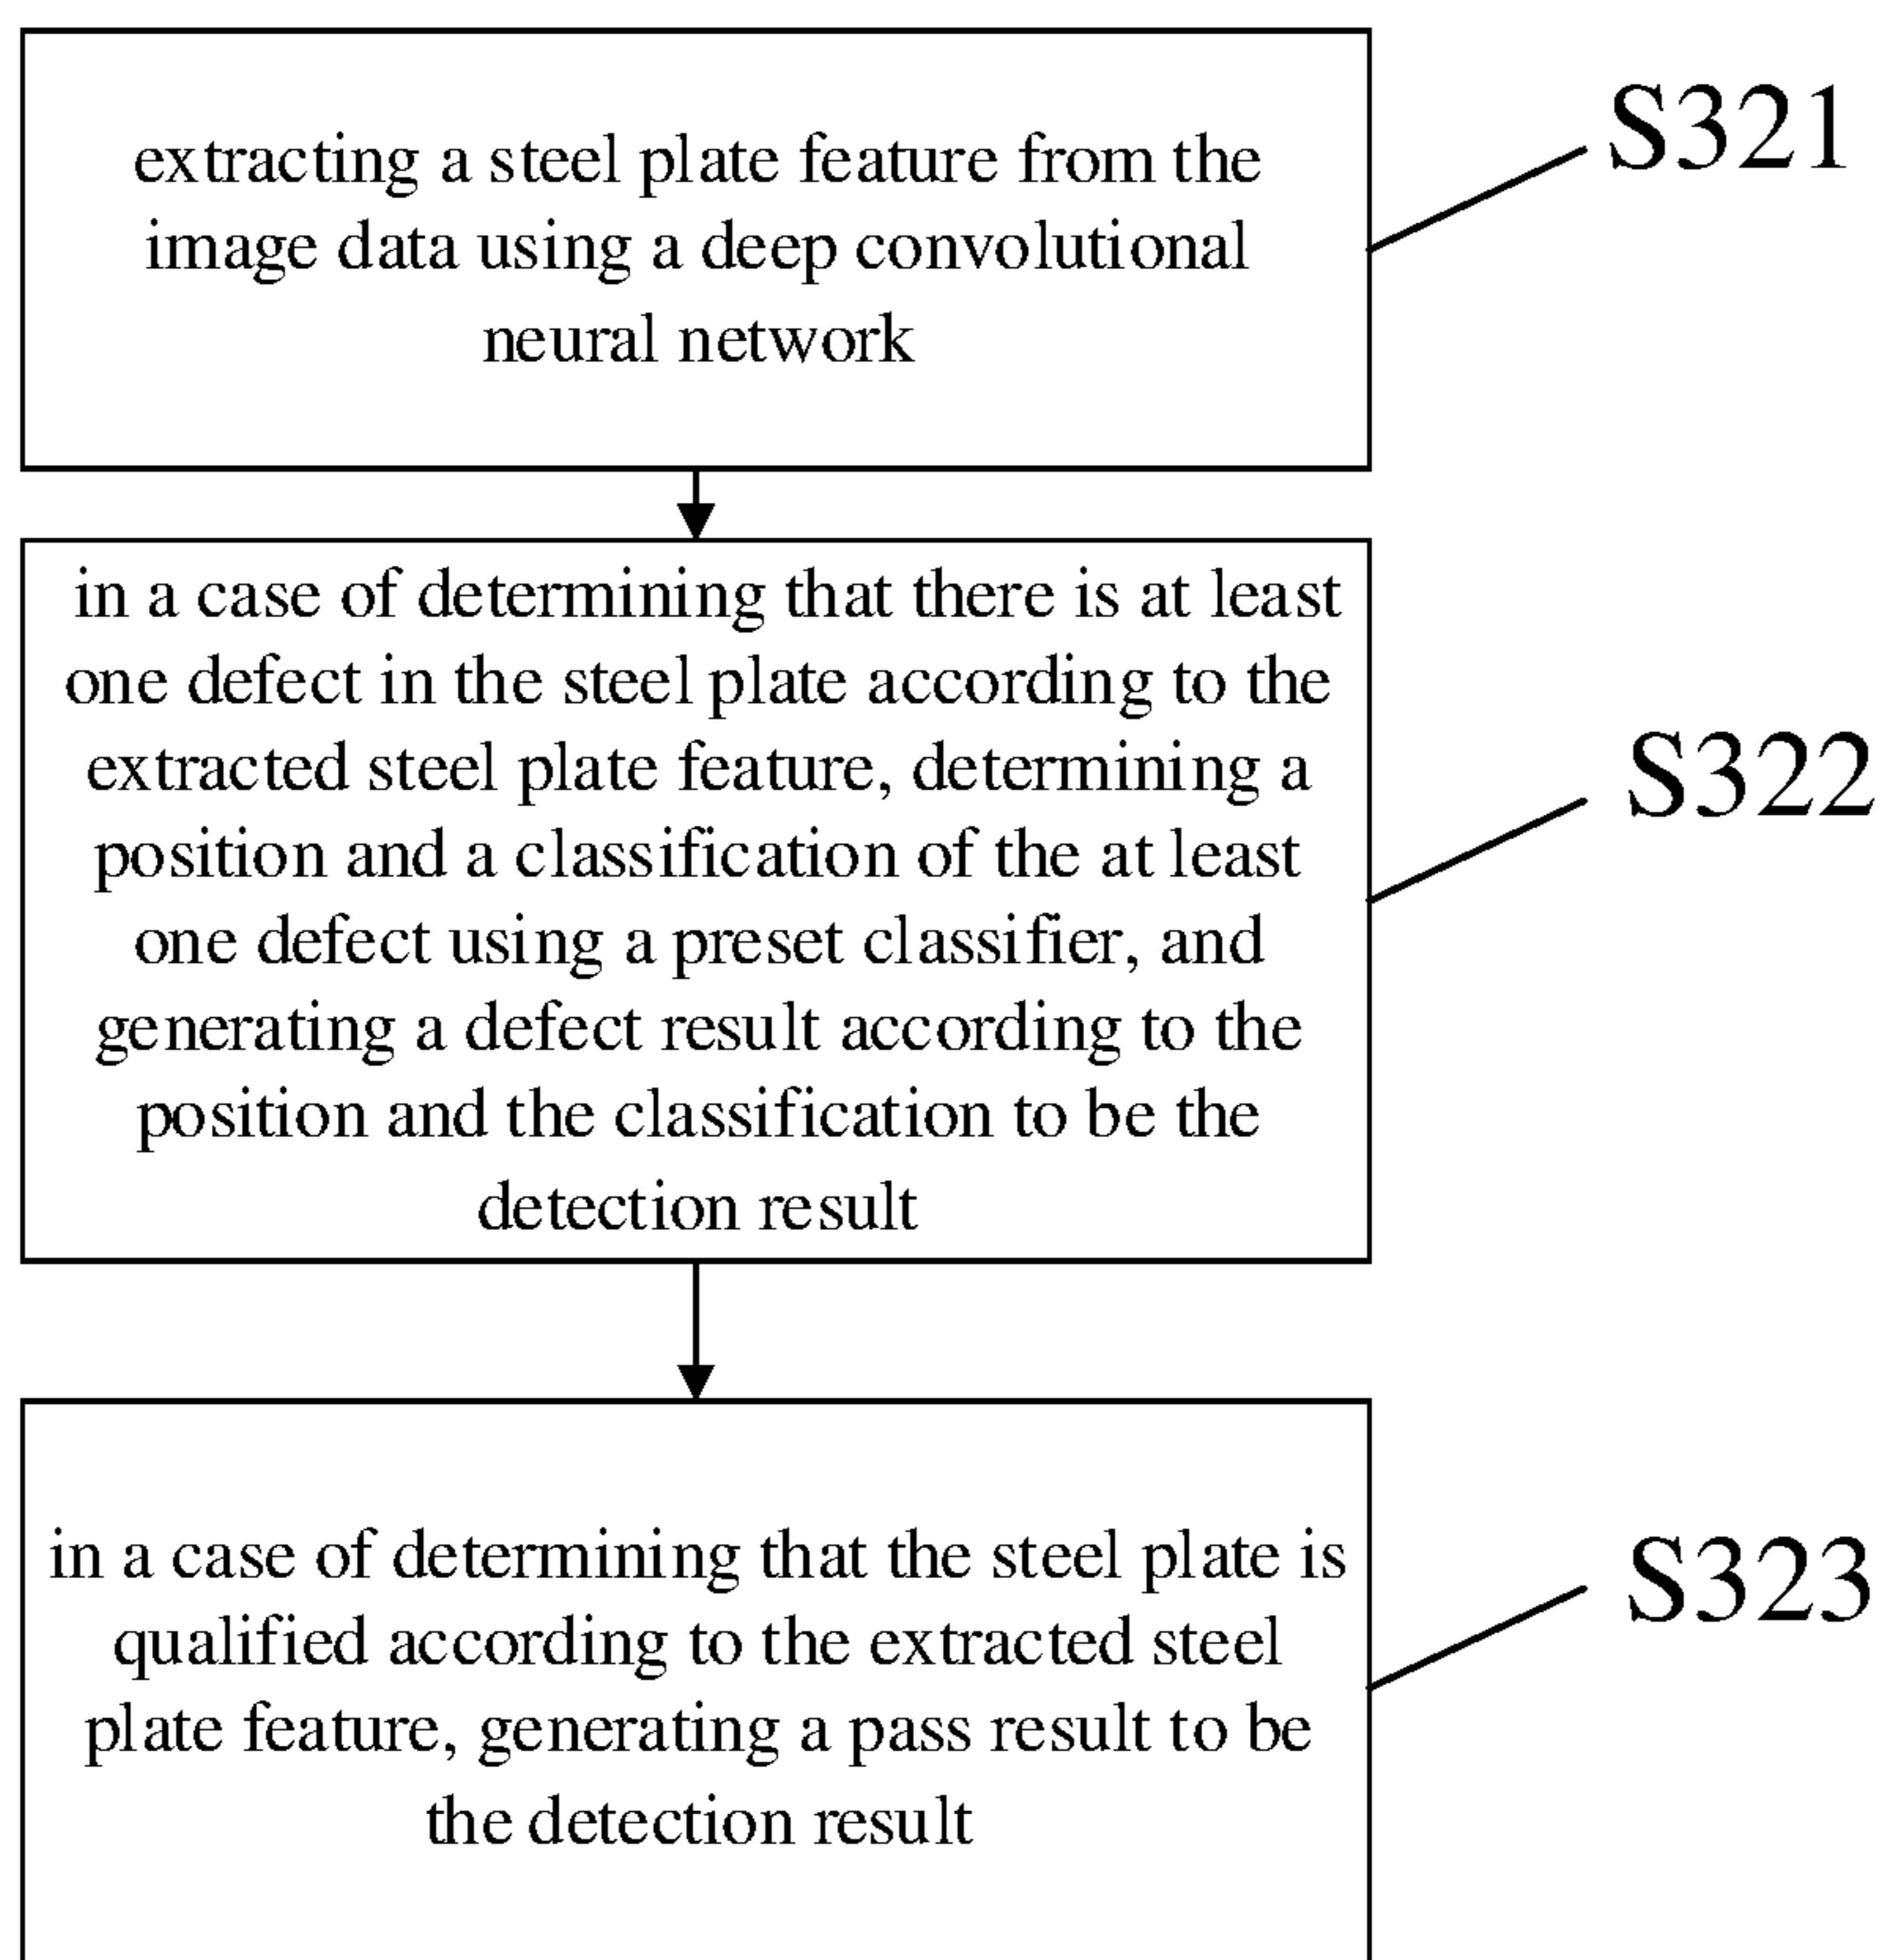 extracting a steel plate feature from the
image data using a deep convolutional
neural network
S321
in a case of determining that there is at least
one defect in the steel plate according to the
extracted steel plate feature, determining a
position and a classification of the at least
one defect using a preset classifier, and
generating a defect result according to the
position and the classification to be the
detection result
S322
in a case of determining that the steel plate is
qualified according to the extracted steel
plate feature, generating a pass result to be
the detection result
S323